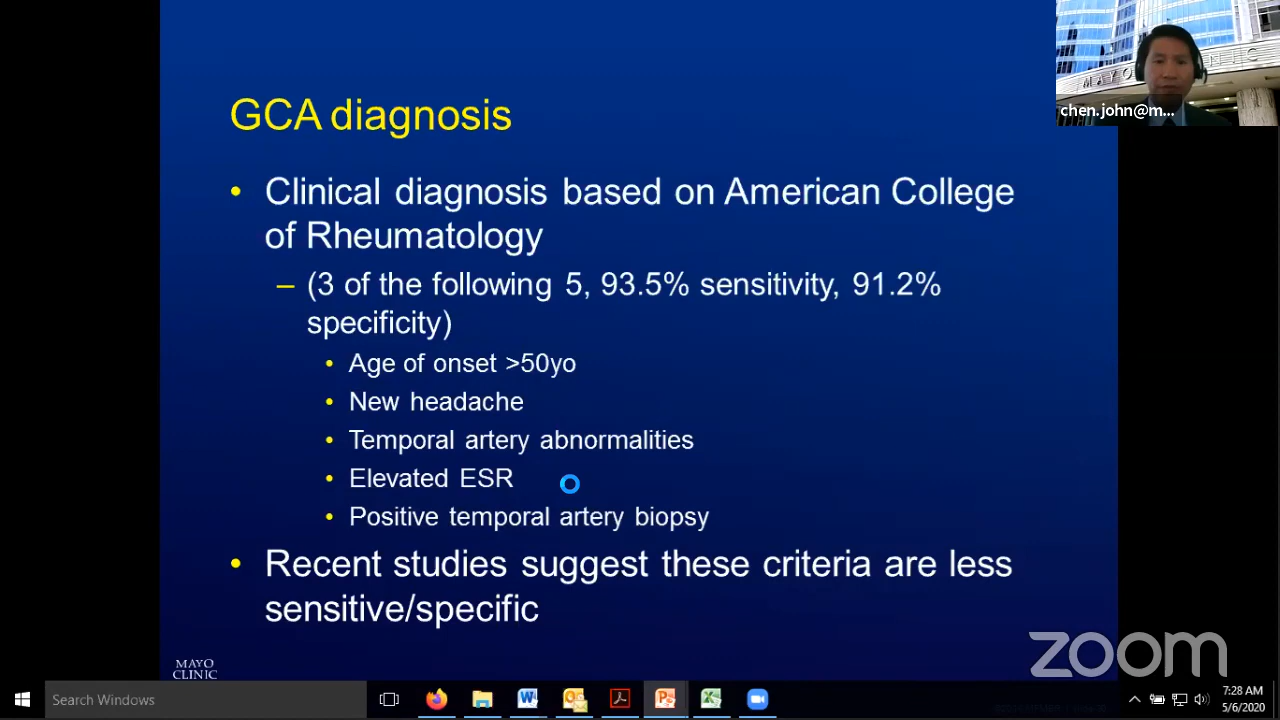 GCA diagnosis
• Clinical diagnosis based on American College
of Rheumatology
– (3 of the following 5, 93.5% sensitivity, 91.2%
specificity)
• Age of onset >50yo
• New headache
• Temporal artery abnormalities
• Elevated ESR
• Positive temporal artery biopsy
• Recent studies suggest these criteria are less
sensitive/specific
MAYO
CLINIC
chen.john@m...
zoom
Search Windows
7:28 AM
5/6/2020